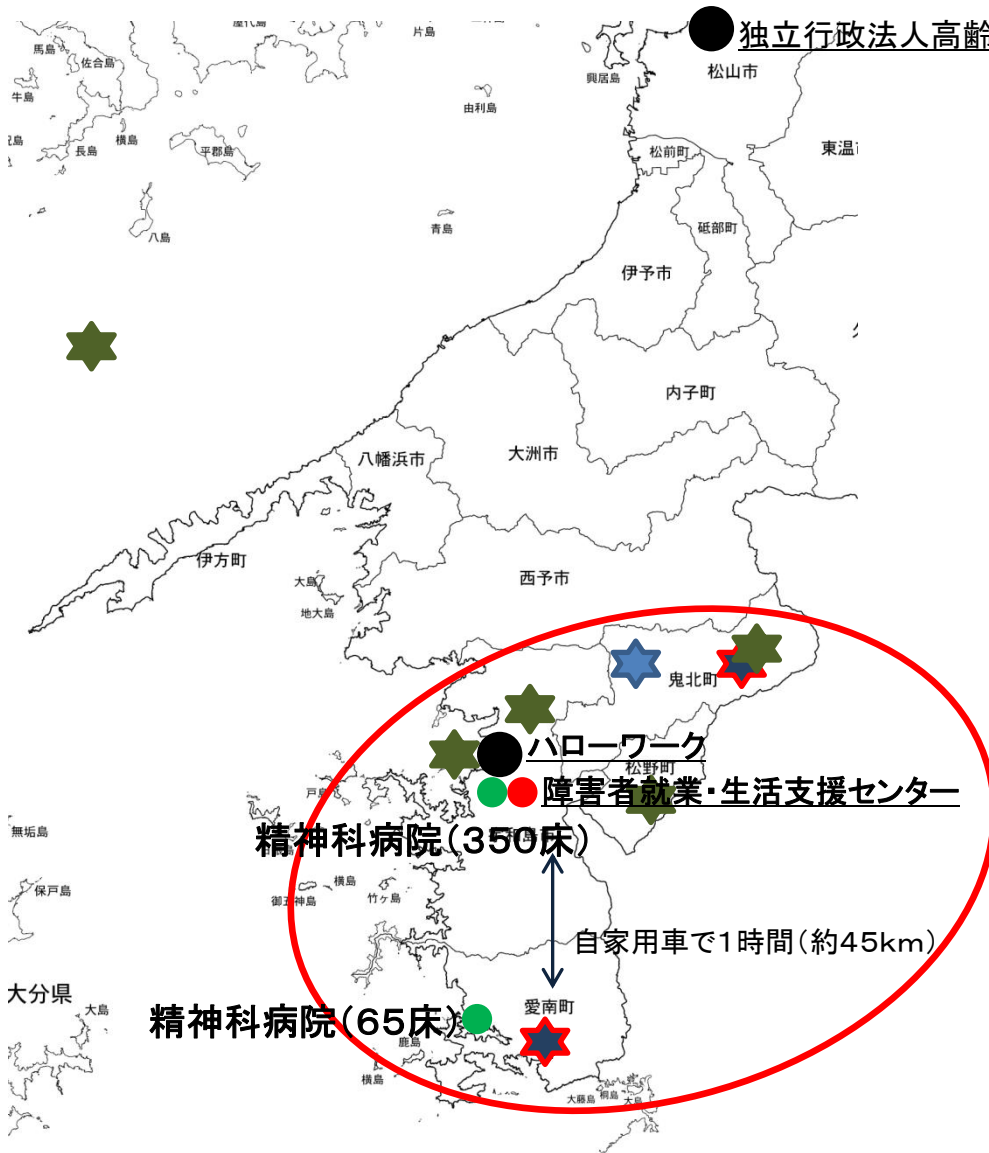 独立行政法人高齢
片島
馬島
佐合島
興居島
松山市
牛島
由利島
松前町
東温市
長島
横島
平郡島
砥部町
八島
青島
伊予市
内子町
大洲市
八幡浜市
伊方町
西予市
大島
地大島
鬼北町
ハローワーク
松野町
戸島
障害者就業・生活支援センター
無垢島
精神科病院（350床）
保戸島
横島
御五神島
竹ヶ島
自家用車で1時間（約45km）
大分県
大島
愛南町
精神科病院（65床）
鹿島
横島
大藤島
桐島
大島